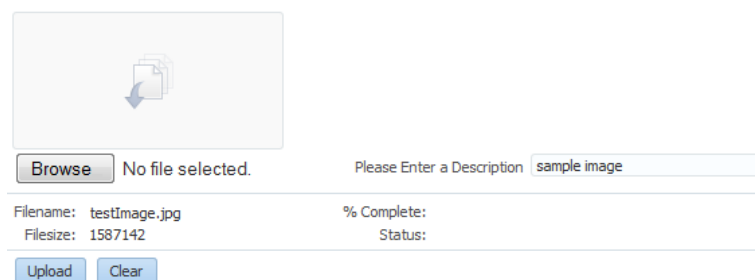 Browse No file selected. Please Enter a Description sample image
Filename: testImage.jpg % Complete:
Filesize: 1587142 Status:
Upload Clear